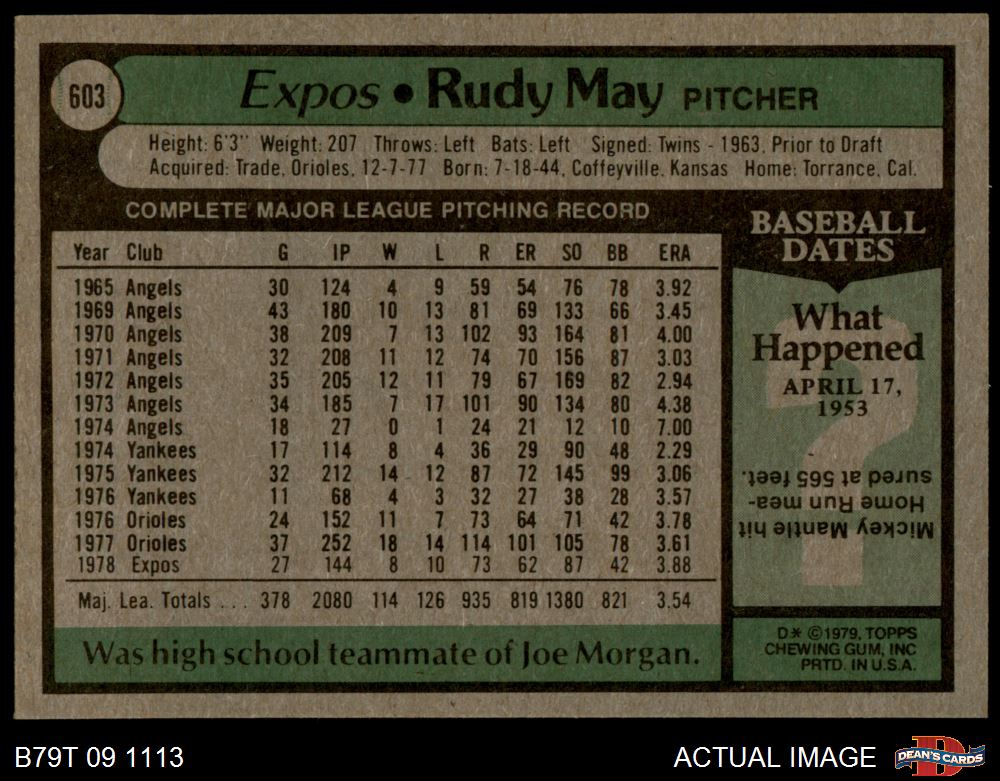 603
Expos • Rudy May PITCHER
Height: 6'3" Weight: 207 Throws: Left Bats: Left Signed: Twins - 1963, Prior to Draft
Acquired: Trade, Orioles, 12-7-77 Born: 7-18-44, Coffeyville, Kansas Home: Torrance, Cal.
COMPLETE MAJOR LEAGUE PITCHING RECORD
Year Club G IP W L R ER SO BB ERA
1965 Angels 30 124 4 9 59 54 76 78 3.92
1969 Angels 43 180 10 13 81 69 133 66 3.45
1970 Angels 38 209 7 13 102 93 164 81 4.00
1971 Angels 32 208 11 12 74 70 156 87 3.03
1972 Angels 35 205 12 11 79 67 169 82 2.94
1973 Angels 34 185 7 17 101 90 134 80 4.38
1974 Angels 18 27 0 1 24 21 12 10 7.00
1974 Yankees 17 114 8 4 36 29 90 48 2.29
1975 Yankees 32 212 14 12 87 72 145 99 3.06
1976 Yankees 11 68 4 3 32 27 38 28 3.57
1976 Orioles 24 152 11 7 73 64 71 42 3.78
1977 Orioles 37 252 18 14 114 101 105 78 3.61
1978 Expos 27 144 8 10 73 62 87 42 3.88
Maj. Lea. Totals ... 378 2080 114 126 935 819 1380 821 3.54
Was high school teammate of Joe Morgan.
BASEBALL
DATES
What
Happened
APRIL 17,
1953
?
Mickey Mantle hit
Home Run mea-
sured at 565 feet.
D* ©1979, TOPPS
CHEWING GUM, INC
PRTD. IN U.S.A.
B79T 09 1113
ACTUAL IMAGE
D
DEAN'S CARDS